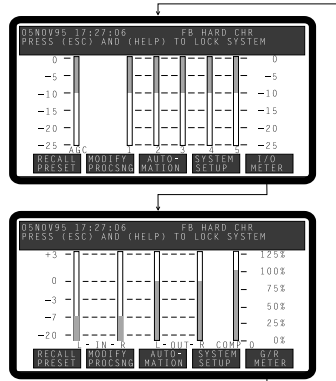 05NOV95 17:27:06 FB HARD CHR
PRESS (ESC) AND (HELP) TO LOCK SYSTEM
0 0
-5 -5
-10 -10
-15 -15
-20 -20
-25 -25
AGC 1 2 3 4 5
RECALL PRESET MODIFY PROCSNG AUTO-MATION SYSTEM SETUP I/O METER
05NOV95 17:27:06 FB HARD CHR
PRESS (ESC) AND (HELP) TO LOCK SYSTEM
+3 125%
100%
0 75%
-3 50%
-7 25%
-20 0%
L-IN-R L-OUT-R COMP O
RECALL PRESET MODIFY PROCSNG AUTO-MATION SYSTEM SETUP G/R METER